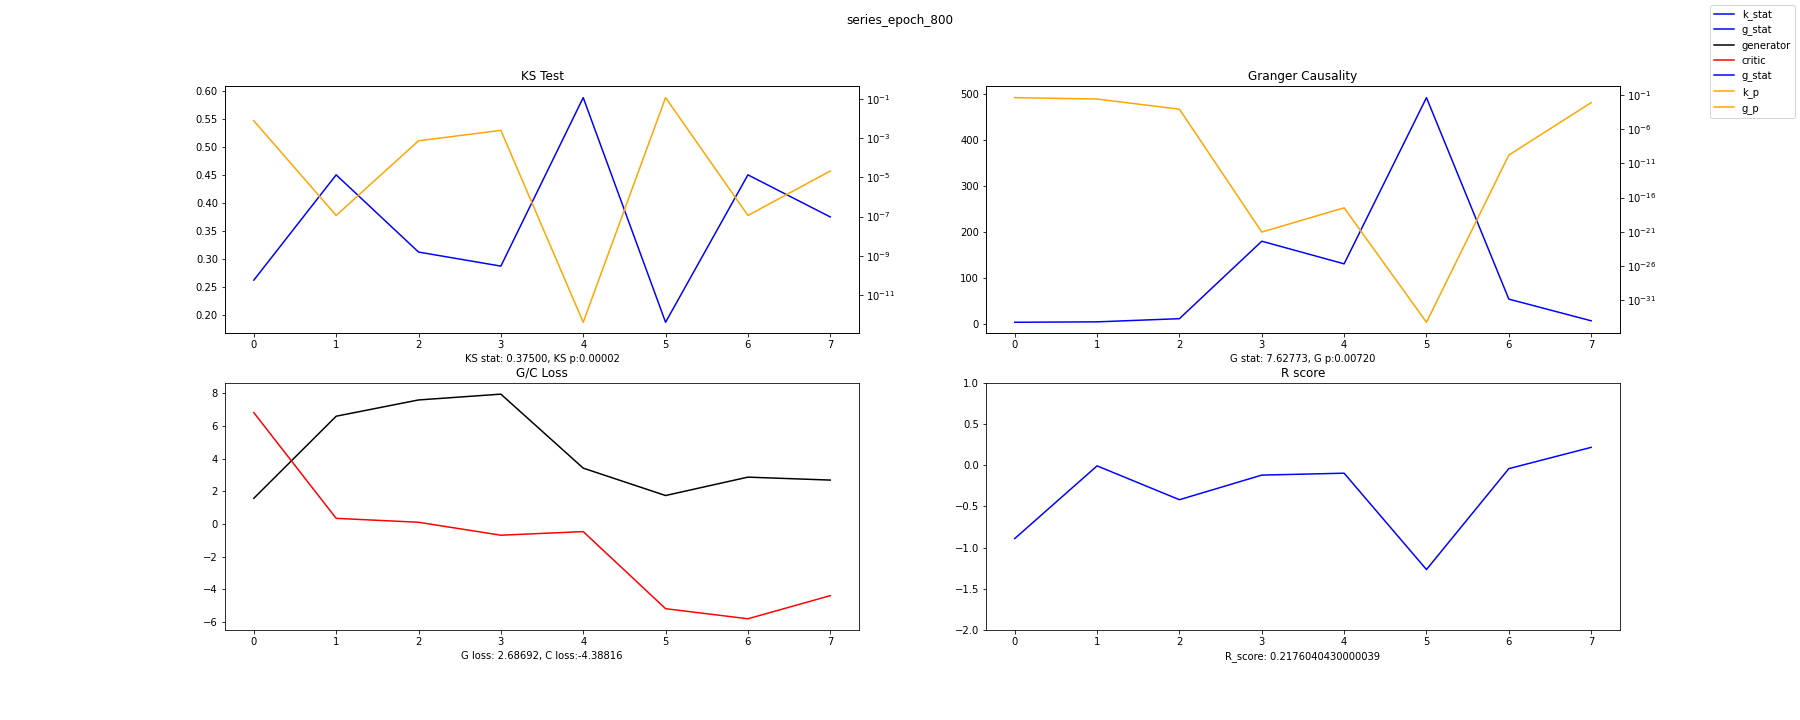 series_epoch_800
k_stat
g_stat
generator
critic
g_stat
k_p
g_p
KS Test
0.60
0.55
0.50
0.45
0.40
0.35
0.30
0.25
0.20
10⁻¹
10⁻³
10⁻⁵
10⁻⁷
10⁻⁹
10⁻¹¹
0 1 2 3 4 5 6 7
KS stat: 0.37500, KS p:0.00002
Granger Causality
500
400
300
200
100
0
10⁻¹
10⁻⁶
10⁻¹¹
10⁻¹⁶
10⁻²¹
10⁻²⁶
10⁻³¹
0 1 2 3 4 5 6 7
G stat: 7.62773, G p:0.00720
G/C Loss
8
6
4
2
0
−2
−4
−6
0 1 2 3 4 5 6 7
G loss: 2.68692, C loss:-4.38816
R score
1.0
0.5
0.0
−0.5
−1.0
−1.5
−2.0
0 1 2 3 4 5 6 7
R_score: 0.2176040430000039